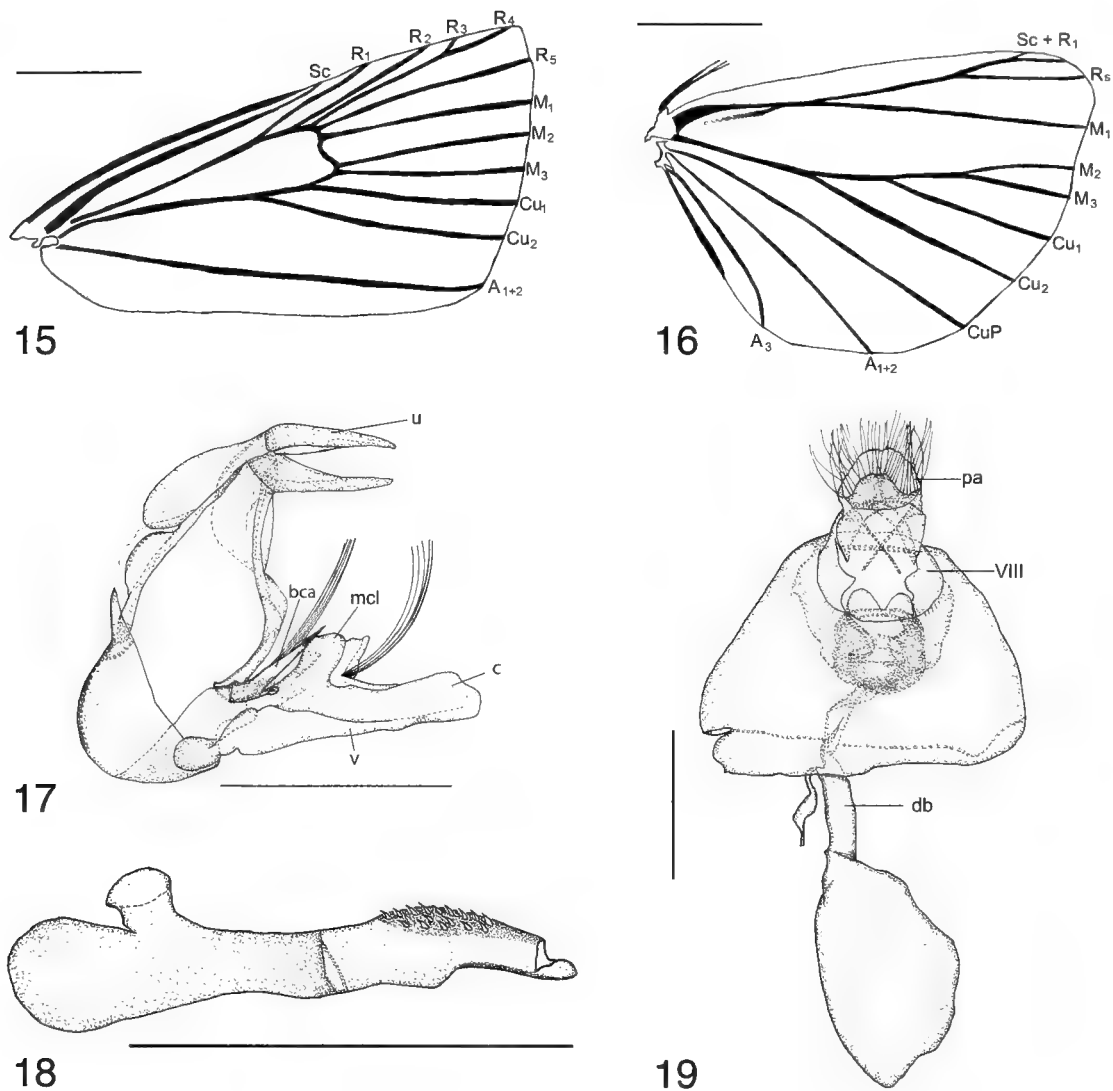 Sc
R1
R2
R3
R4
R5
M1
M2
M3
Cu1
Cu2
A1+2
15
Sc + R1
Rs
M1
M2
M3
Cu1
Cu2
CuP
A1+2
A3
16
u
bca
mcl
c
v
17
18
pa
VIII
db
19